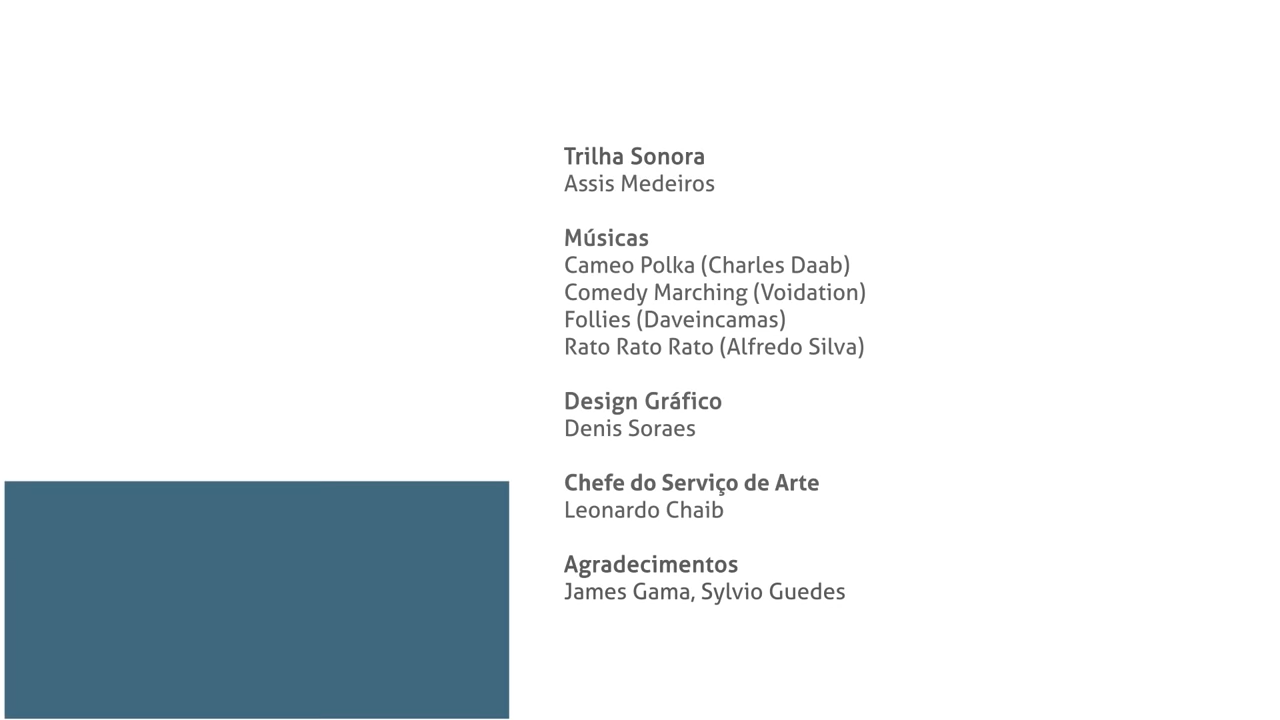 Trilha Sonora
Assis Medeiros
Músicas
Cameo Polka (Charles Daab)
Comedy Marching (Voidation)
Follies (Daveincamas)
Rato Rato Rato (Alfredo Silva)
Design Gráfico
Denis Soraes
Chefe do Serviço de Arte
Leonardo Chaib
Agradecimentos
James Gama, Sylvio Guedes